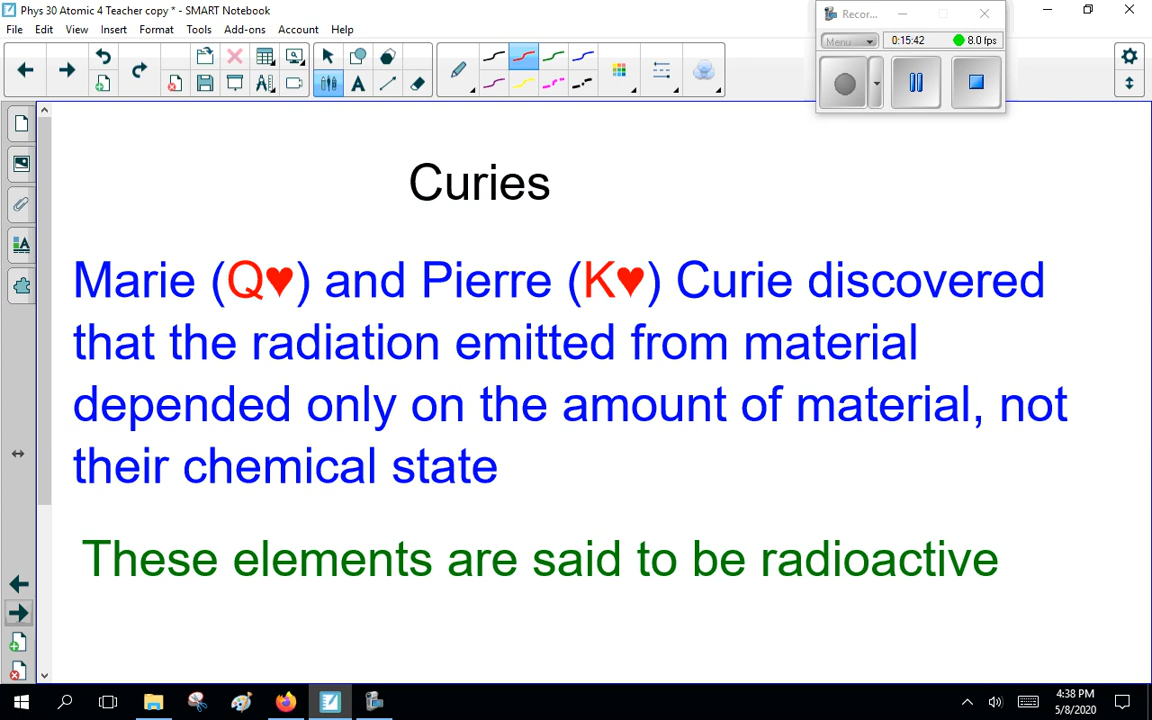 Phys 30 Atomic 4 Teacher copy * - SMART Notebook
Recor...
File Edit View Insert Format Tools Add-ons Account Help
Menu 0:15:42 8.0 fps
Curies
Marie (Q♥) and Pierre (K♥) Curie discovered
that the radiation emitted from material
depended only on the amount of material, not
their chemical state
These elements are said to be radioactive
4:38 PM
5/8/2020